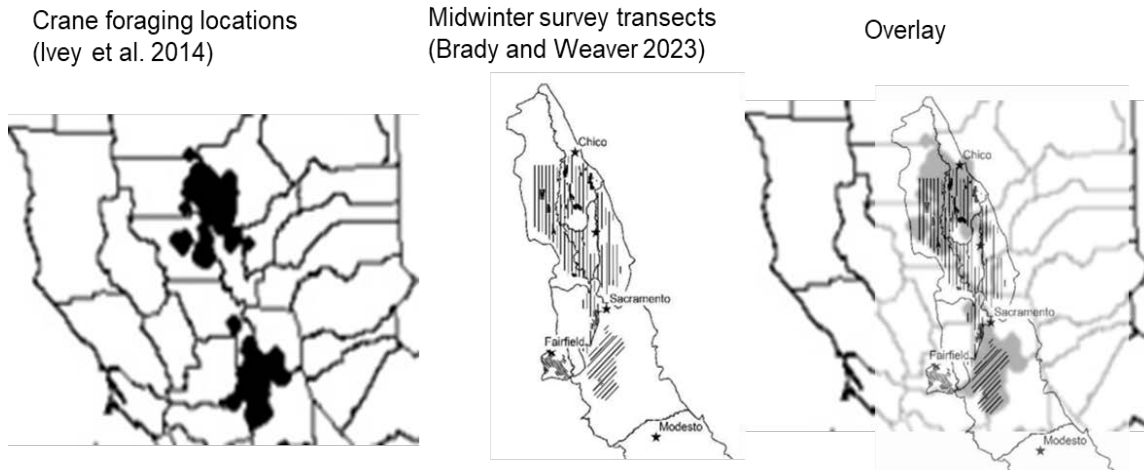 Crane foraging locations
(Ivey et al. 2014)
Midwinter survey transects
(Brady and Weaver 2023)
Overlay
Chico
Sacramento
Fairfield
Modesto
Chico
Sacramento
Fairfield
Modesto